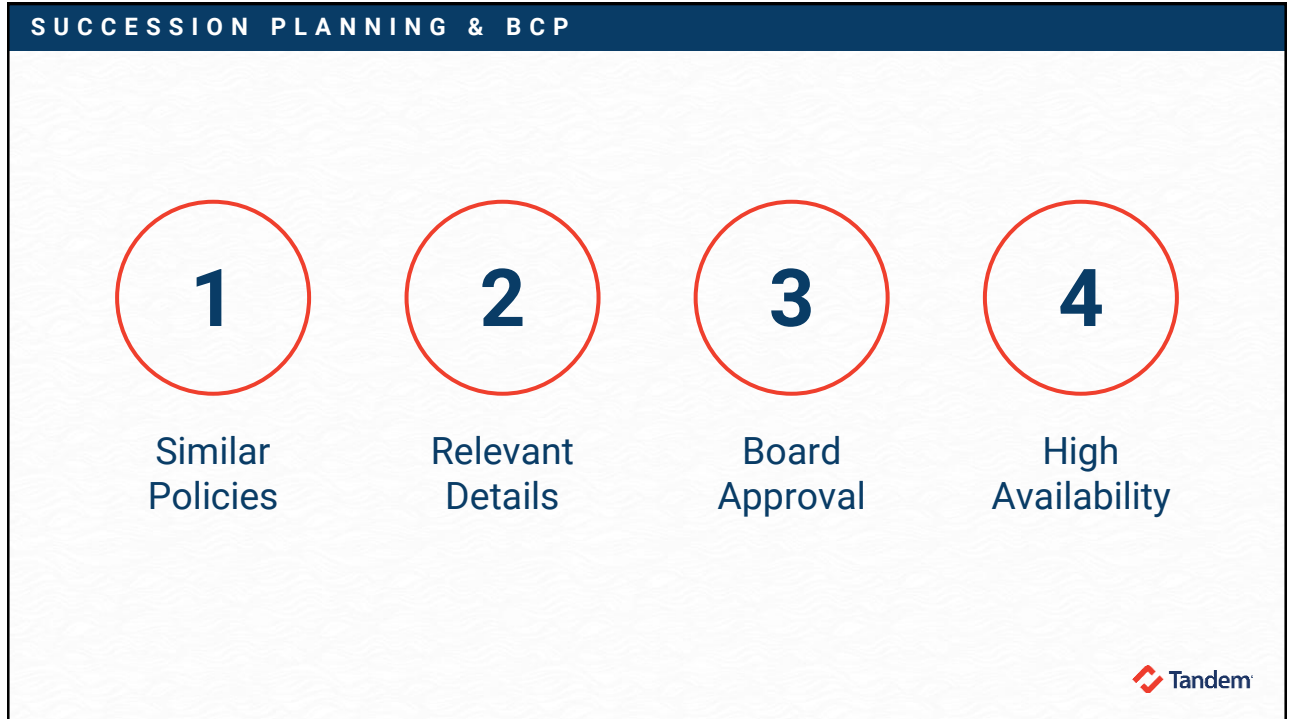 SUCCESSION PLANNING & BCP
1
2
3
4
Similar
Policies
Relevant
Details
Board
Approval
High
Availability
Tandem